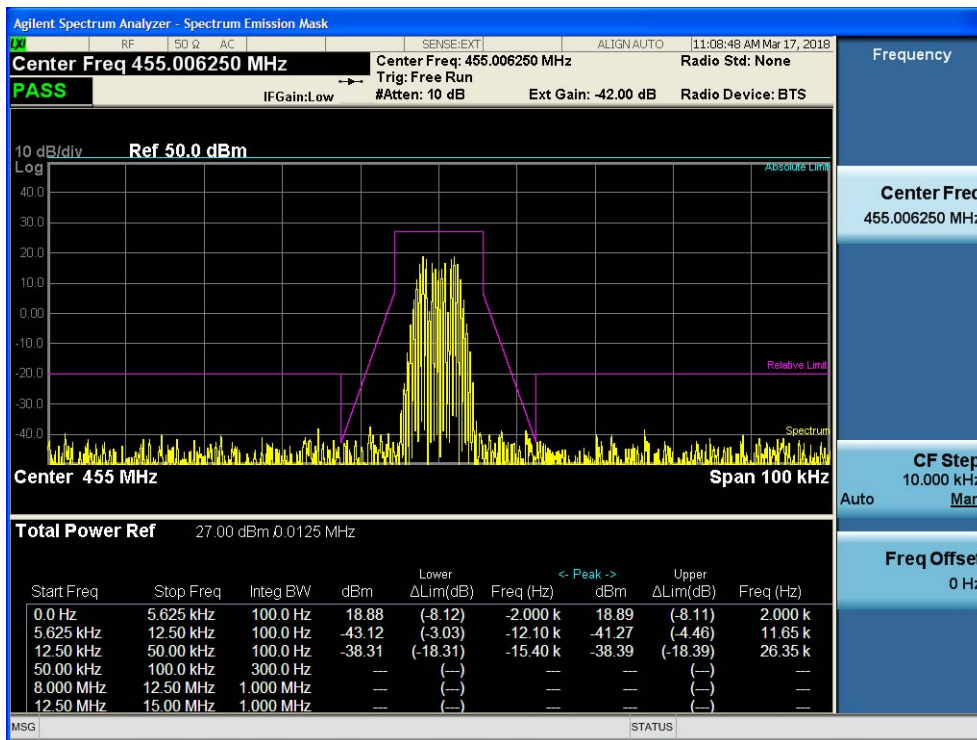 Agilent Spectrum Analyzer - Spectrum Emission Mask
LXI RF 50 Ω AC SENSE:EXT ALIGN AUTO 11:08:48 AM Mar 17, 2018
Center Freq 455.006250 MHz Center Freq: 455.006250 MHz Radio Std: None
Trig: Free Run
PASS IFGain:Low #Atten: 10 dB Ext Gain: -42.00 dB Radio Device: BTS
10 dB/div Ref 50.0 dBm
Log Absolute Limit
40.0
30.0
20.0
10.0
0.00
-10.0
-20.0 Relative Limit
-30.0
-40.0 Spectrum
Center 455 MHz Span 100 kHz
Total Power Ref 27.00 dBm / 0.0125 MHz
Lower <- Peak -> Upper
Start Freq Stop Freq Integ BW dBm ΔLim(dB) Freq (Hz) dBm ΔLim(dB) Freq (Hz)
0.0 Hz 5.625 kHz 100.0 Hz 18.88 (-8.12) -2.000 k 18.89 (-8.11) 2.000 k
5.625 kHz 12.50 kHz 100.0 Hz -43.12 (-3.03) -12.10 k -41.27 (-4.46) 11.65 k
12.50 kHz 50.00 kHz 100.0 Hz -38.31 (-18.31) -15.40 k -38.39 (-18.39) 26.35 k
50.00 kHz 100.0 kHz 300.0 Hz --- (---) --- --- (---) ---
8.000 MHz 12.50 MHz 1.000 MHz --- (---) --- --- (---) ---
12.50 MHz 15.00 MHz 1.000 MHz --- (---) --- --- (---) ---
MSG STATUS
Frequency
Center Freq
455.006250 MHz
CF Step
10.000 kHz
Auto Man
Freq Offset
0 Hz